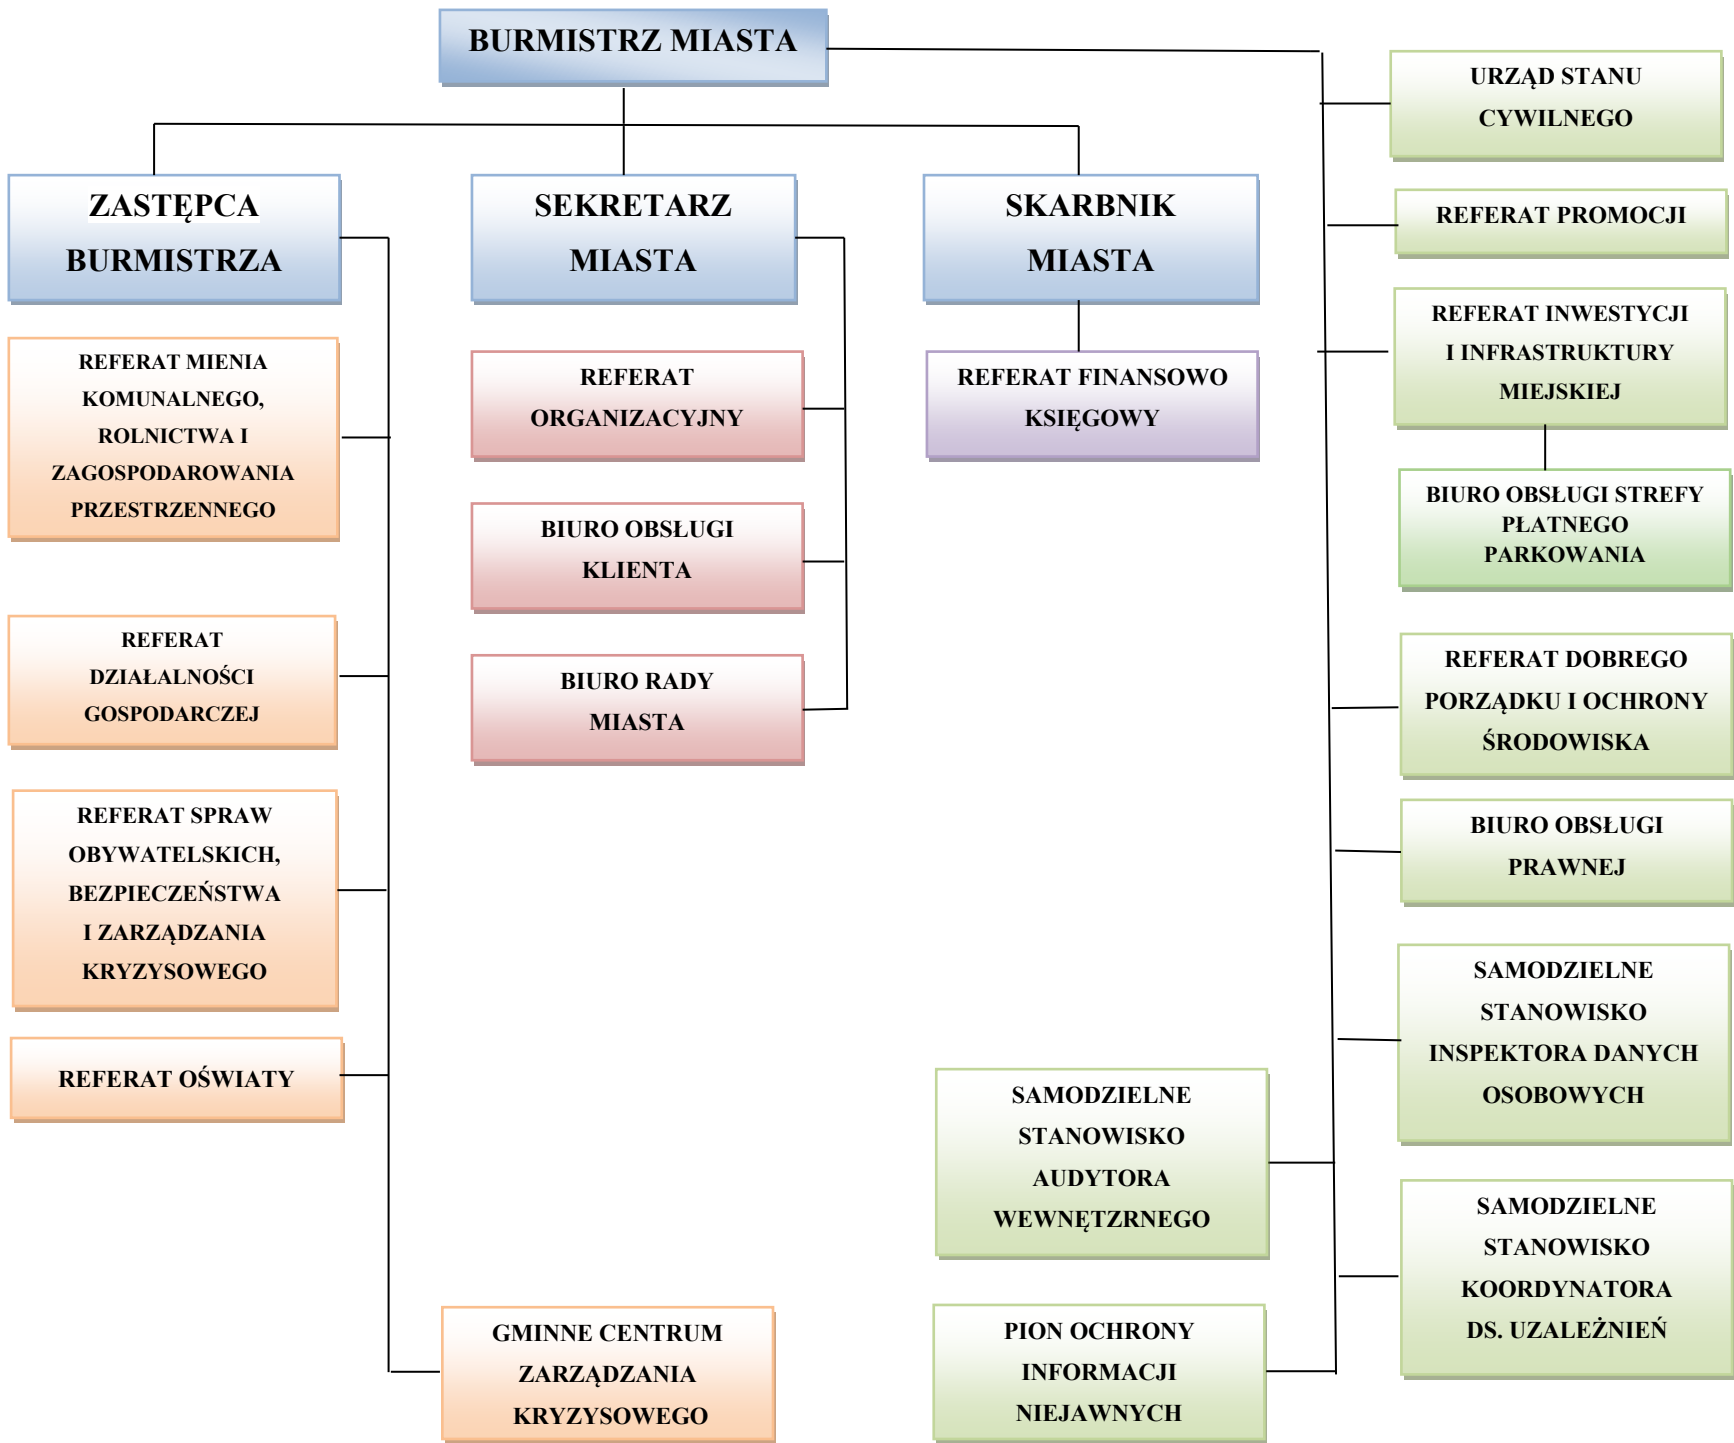 BURMISTRZ MIASTA
ZASTĘPCA
BURMISTRZA
SEKRETARZ
MIASTA
SKARBNIK
MIASTA
REFERAT MIENIA
KOMUNALNEGO,
ROLNICTWA I
ZAGOSPODAROWANIA
PRZESTRZENNEGO
REFERAT
DZIAŁALNOŚCI
GOSPODARCZEJ
REFERAT SPRAW
OBYWATELSKICH,
BEZPIECZEŃSTWA
I ZARZĄDZANIA
KRYZYSOWEGO
REFERAT OŚWIATY
GMINNE CENTRUM
ZARZĄDZANIA
KRYZYSOWEGO
REFERAT
ORGANIZACYJNY
BIURO OBSŁUGI
KLIENTA
BIURO RADY
MIASTA
REFERAT FINANSOWO
KSIĘGOWY
URZĄD STANU
CYWILNEGO
REFERAT PROMOCJI
REFERAT INWESTYCJI
I INFRASTRUKTURY
MIEJSKIEJ
BIURO OBSŁUGI STREFY
PŁATNEGO
PARKOWANIA
REFERAT DOBREGO
PORZĄDKU I OCHRONY
ŚRODOWISKA
BIURO OBSŁUGI
PRAWNEJ
SAMODZIELNE
STANOWISKO
INSPEKTORA DANYCH
OSOBOWYCH
SAMODZIELNE
STANOWISKO
AUDYTORA
WEWNĘTZRNEGO
SAMODZIELNE
STANOWISKO
KOORDYNATORA
DS. UZALEŻNIEŃ
PION OCHRONY
INFORMACJI
NIEJAWNYCH